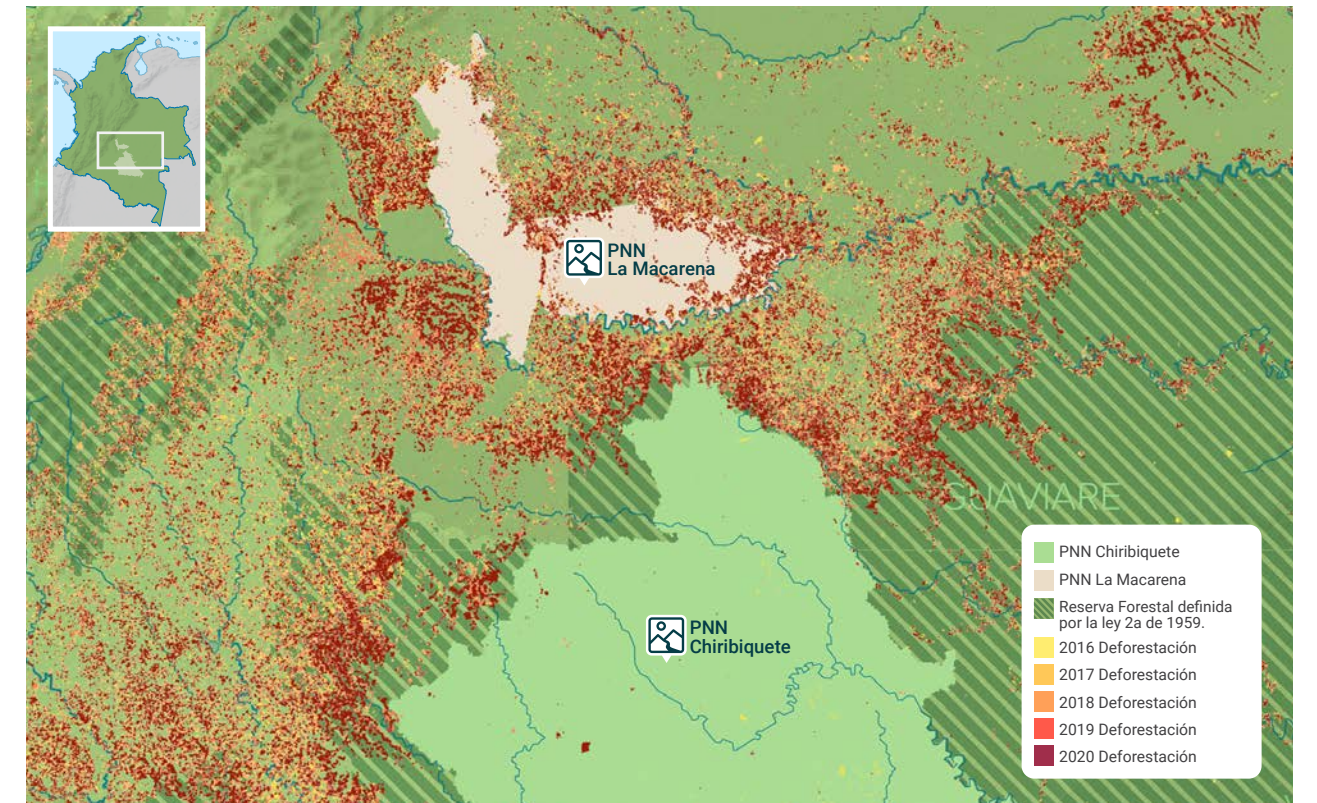 PNN
La Macarena
GUAVIARE
PNN
Chiribiquete
PNN Chiribiquete
PNN La Macarena
Reserva Forestal definida
por la ley 2a de 1959.
2016 Deforestación
2017 Deforestación
2018 Deforestación
2019 Deforestación
2020 Deforestación